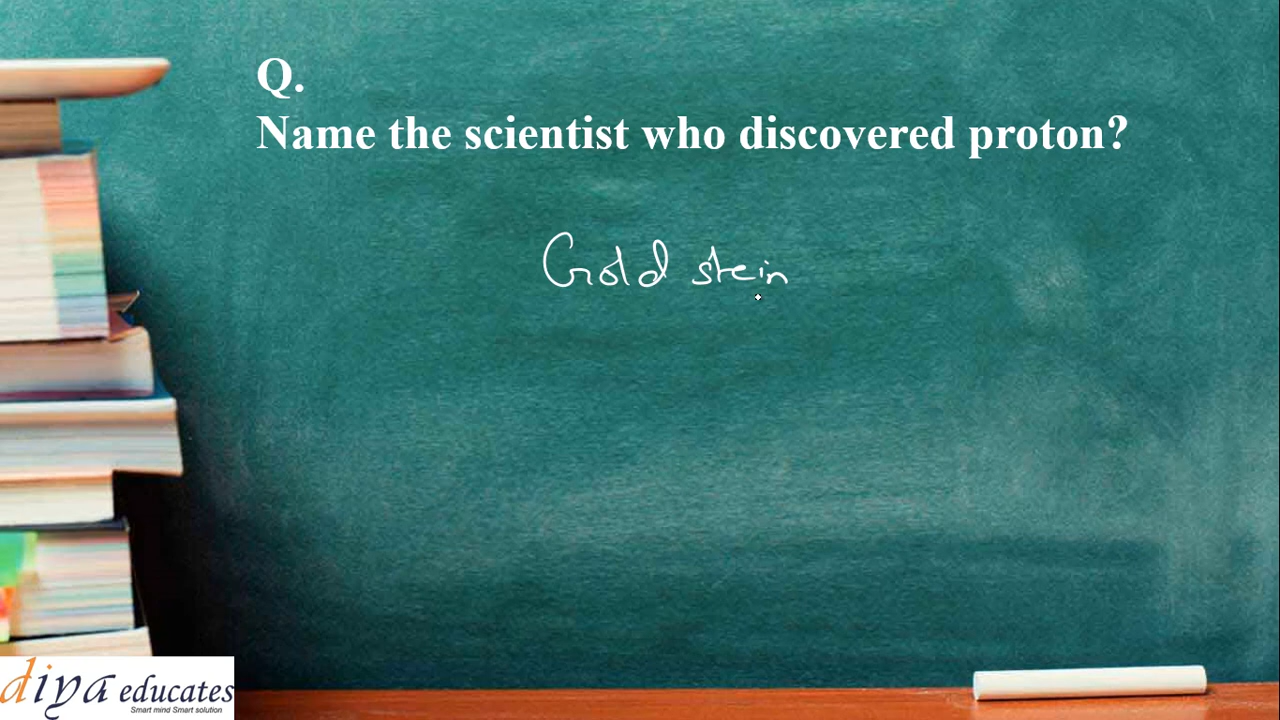 Q.
Name the scientist who discovered proton?
Gold stein
diya educates
Smart mind Smart solution